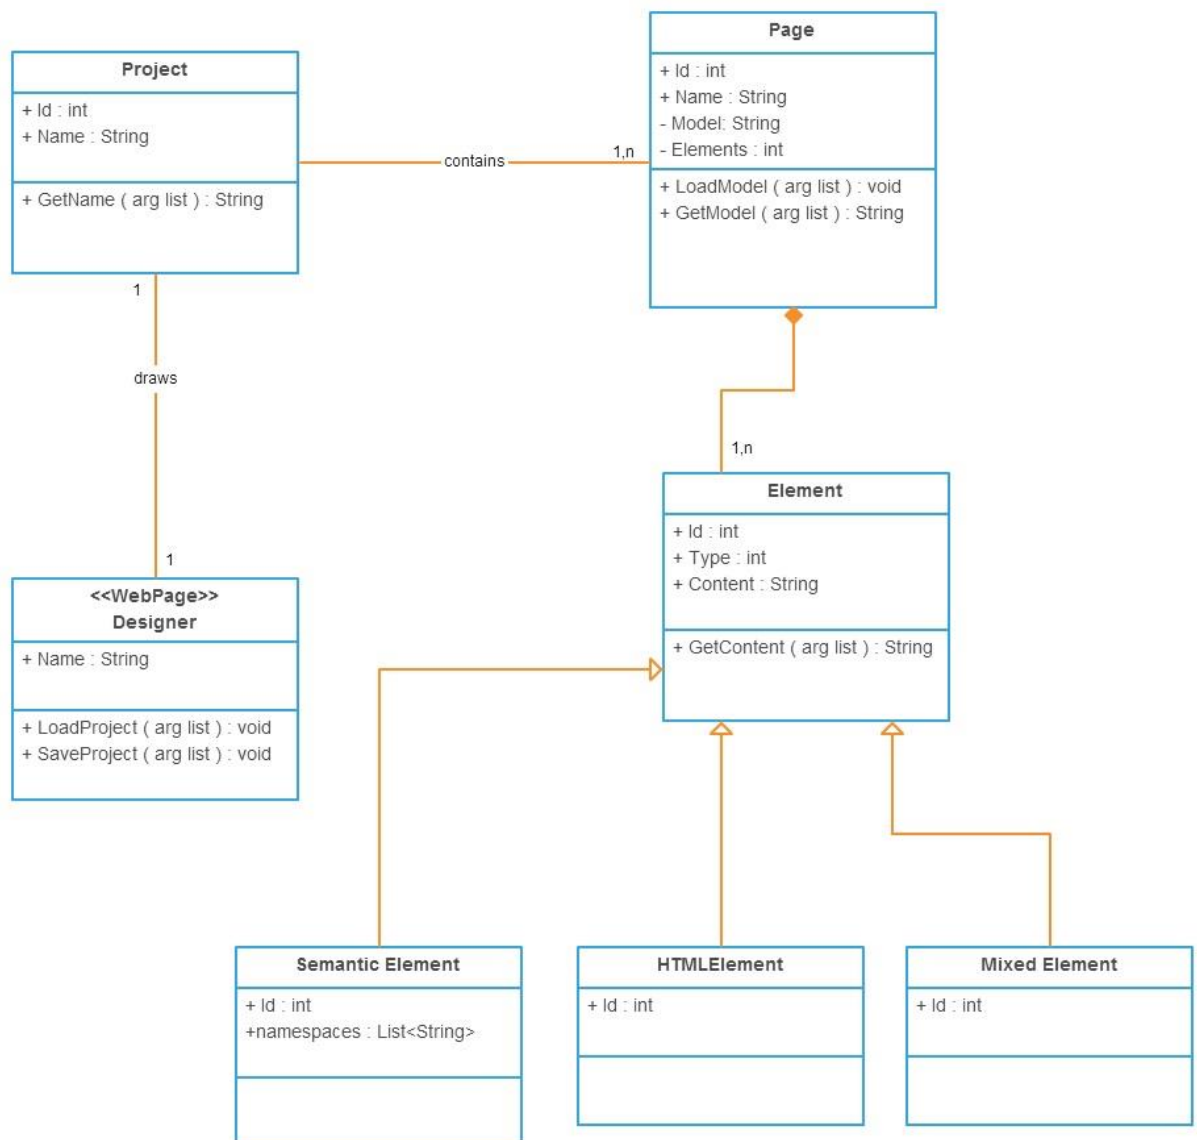 Project
+ Id : int
+ Name : String
+ GetName ( arg list ) : String
contains
1,n
Page
+ Id : int
+ Name : String
- Model: String
- Elements : int
+ LoadModel ( arg list ) : void
+ GetModel ( arg list ) : String
1
draws
1
<<WebPage>>
Designer
+ Name : String
+ LoadProject ( arg list ) : void
+ SaveProject ( arg list ) : void
1,n
Element
+ Id : int
+ Type : int
+ Content : String
+ GetContent ( arg list ) : String
Semantic Element
+ Id : int
+namespaces : List<String>
HTMLElement
+ Id : int
Mixed Element
+ Id : int